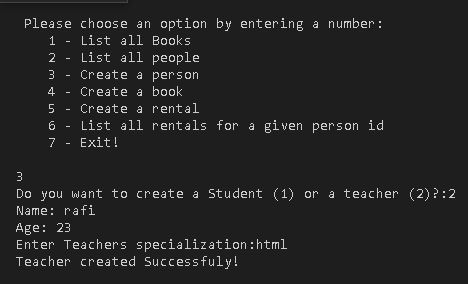 Please choose an option by entering a number:
1 - List all Books
2 - List all people
3 - Create a person
4 - Create a book
5 - Create a rental
6 - List all rentals for a given person id
7 - Exit!
3
Do you want to create a Student (1) or a teacher (2)?:2
Name: rafi
Age: 23
Enter Teachers specialization:html
Teacher created Successfuly!